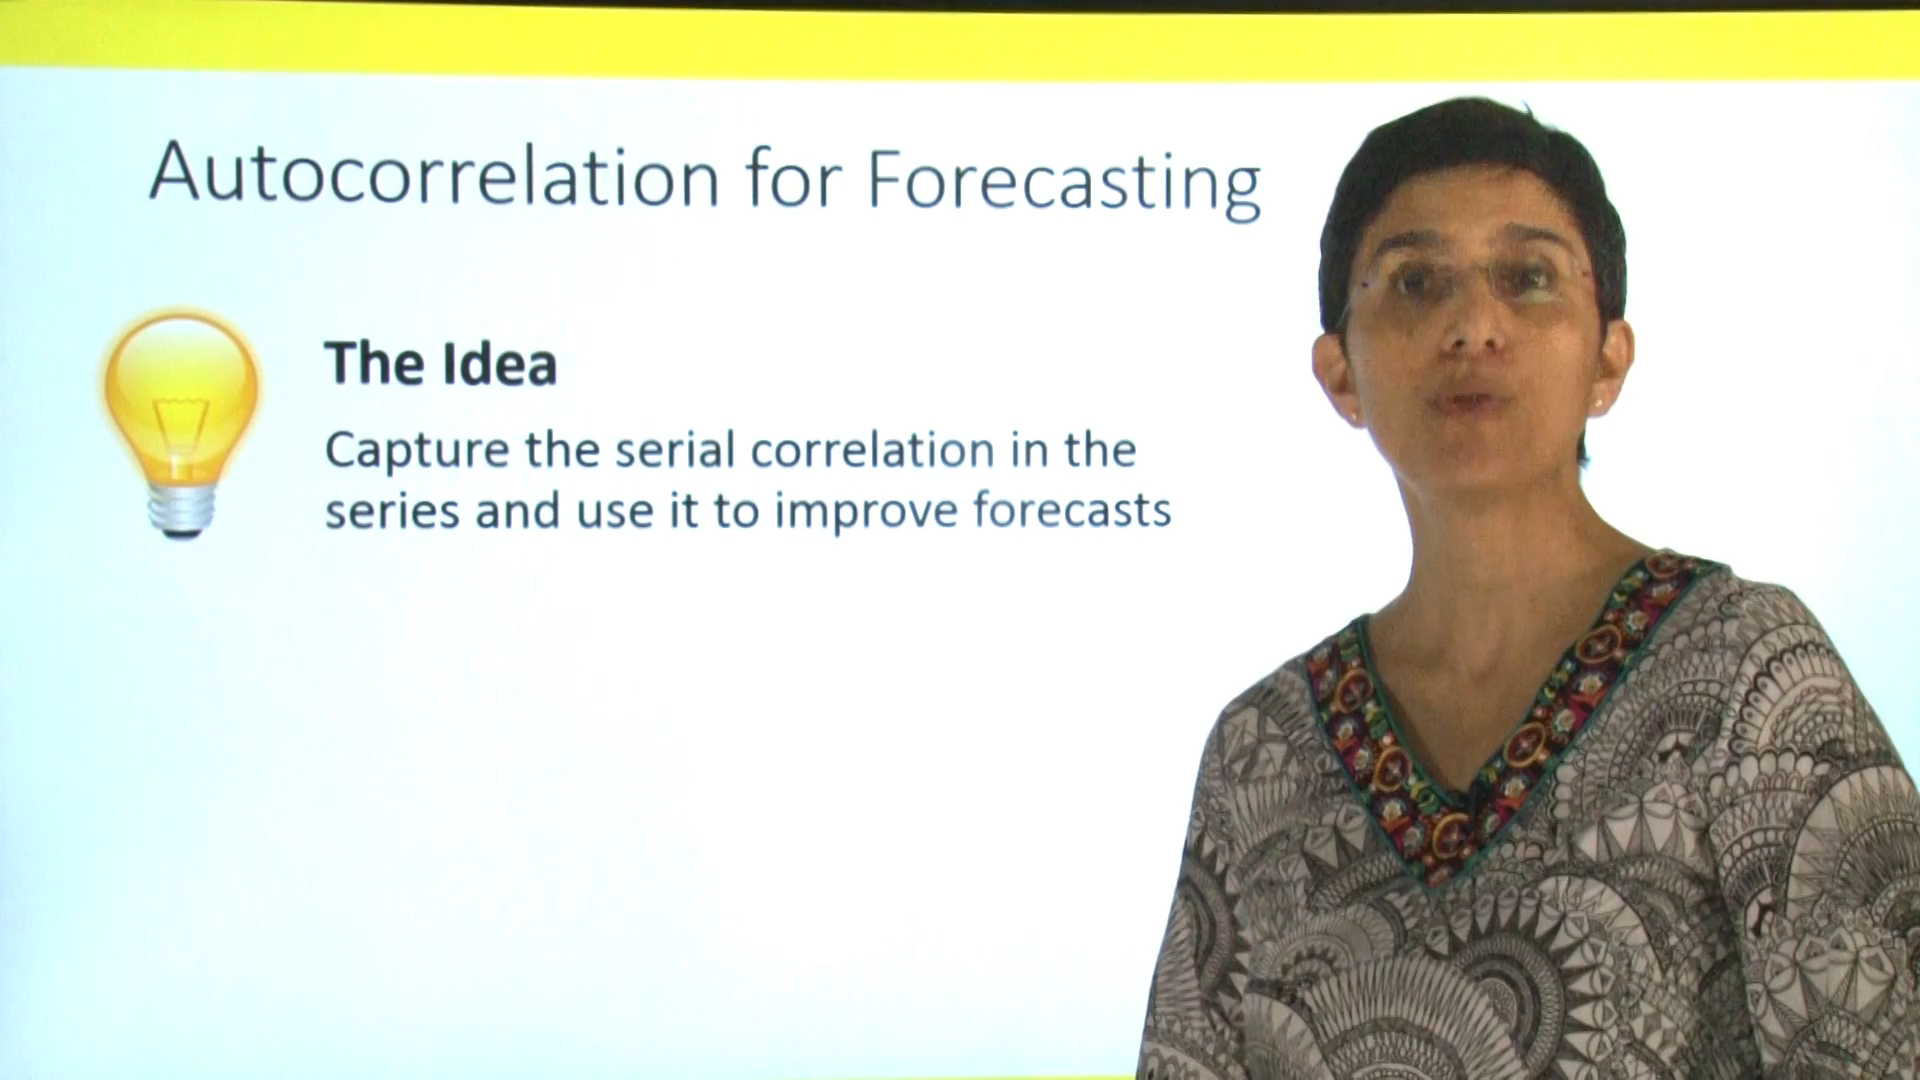 Autocorrelation for Forecasting
The Idea
Capture the serial correlation in the
series and use it to improve forecasts